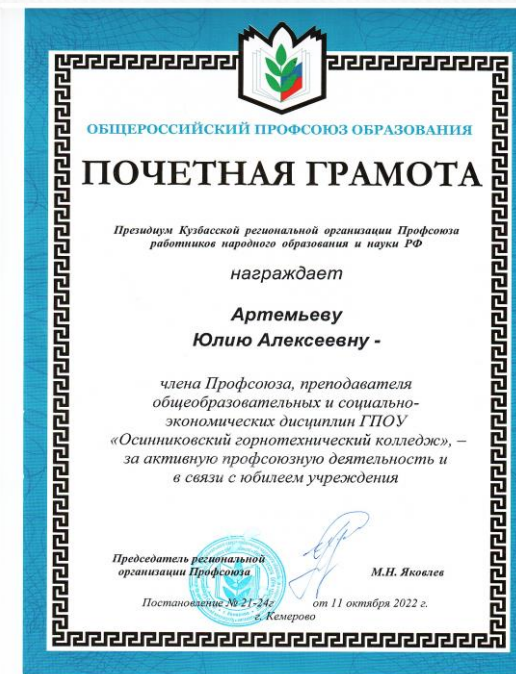 ОБЩЕРОССИЙСКИЙ ПРОФСОЮЗ ОБРАЗОВАНИЯ
ПОЧЕТНАЯ ГРАМОТА
Президиум Кузбасской региональной организации Профсоюза
работников народного образования и науки РФ
награждает
Артемьеву
Юлию Алексеевну -
члена Профсоюза, преподавателя
общеобразовательных и социально-
экономических дисциплин ГПОУ
«Осинниковский горнотехнический колледж», –
за активную профсоюзную деятельность и
в связи с юбилеем учреждения
Председатель региональной
организации Профсоюза
М.Н. Яковлев
Постановление № 21-24г от 11 октября 2022 г.
г. Кемерово